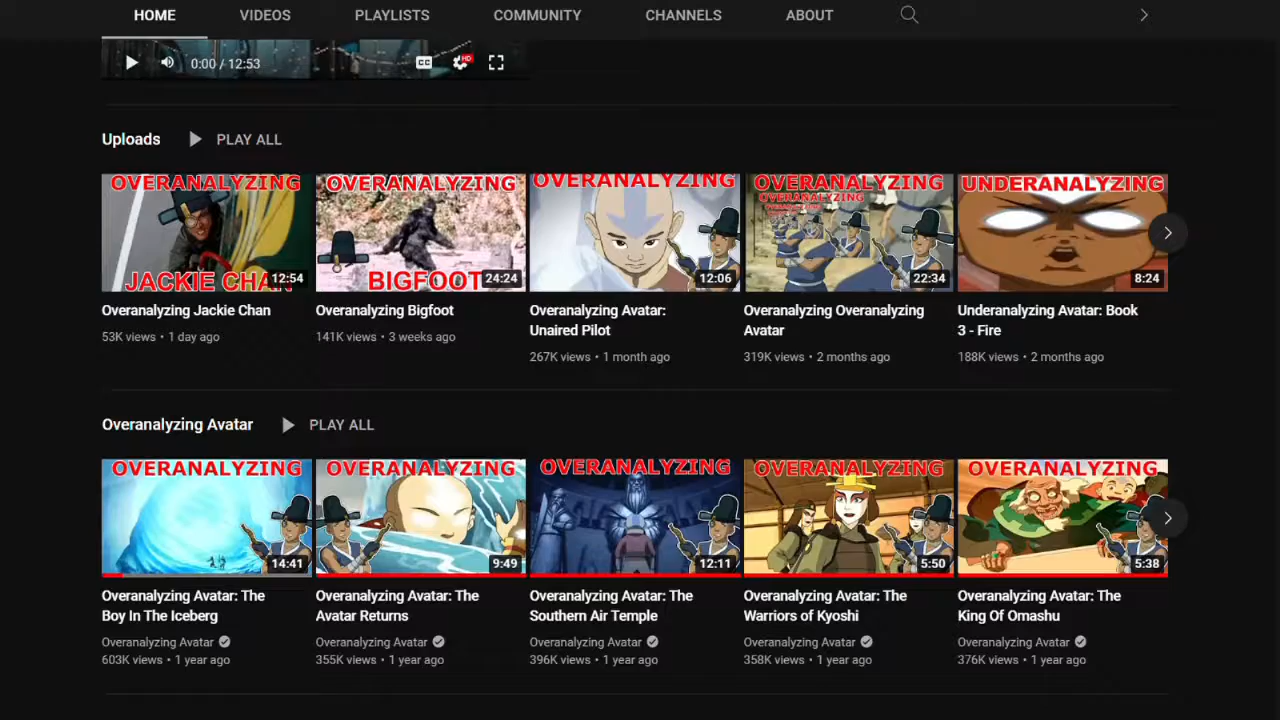 HOME VIDEOS PLAYLISTS COMMUNITY CHANNELS ABOUT
0:00 / 12:53 CC HD
Uploads PLAY ALL
OVERANALYZING
JACKIE CHAN
12:54
OVERANALYZING
BIGFOOT
24:24
OVERANALYZING
12:06
OVERANALYZING
OVERANALYZING
OVERANALYZING
22:34
UNDERANALYZING
8:24
Overanalyzing Jackie Chan
53K views • 1 day ago
Overanalyzing Bigfoot
141K views • 3 weeks ago
Overanalyzing Avatar:
Unaired Pilot
267K views • 1 month ago
Overanalyzing Overanalyzing
Avatar
319K views • 2 months ago
Underanalyzing Avatar: Book
3 - Fire
188K views • 2 months ago
Overanalyzing Avatar PLAY ALL
OVERANALYZING
14:41
OVERANALYZING
9:49
OVERANALYZING
12:11
OVERANALYZING
5:50
OVERANALYZING
5:38
Overanalyzing Avatar: The
Boy In The Iceberg
Overanalyzing Avatar
603K views • 1 year ago
Overanalyzing Avatar: The
Avatar Returns
Overanalyzing Avatar
355K views • 1 year ago
Overanalyzing Avatar: The
Southern Air Temple
Overanalyzing Avatar
396K views • 1 year ago
Overanalyzing Avatar: The
Warriors of Kyoshi
Overanalyzing Avatar
358K views • 1 year ago
Overanalyzing Avatar: The
King Of Omashu
Overanalyzing Avatar
376K views • 1 year ago